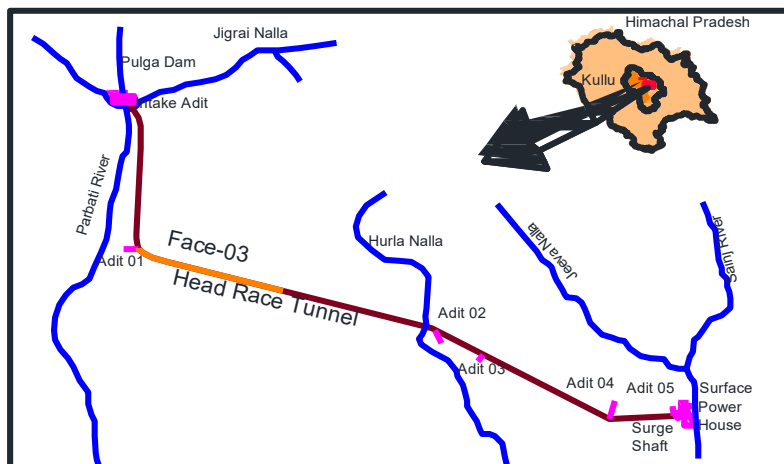 Himachal Pradesh
Kullu
Jigrai Nalla
Pulga Dam
Intake Adit
Parbati River
Adit 01
Face-03
Head Race Tunnel
Hurla Nalla
Jeeva Nalla
Sainj River
Adit 02
Adit 03
Adit 04
Adit 05
Surge
Shaft
Surface
Power
House